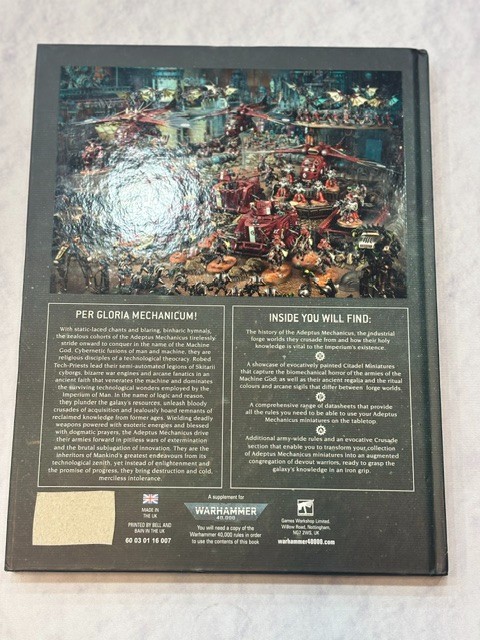 PER GLORIA MECHANICUM!
With static-laced chants and blaring, binharic hymnals,
the zealous cohorts of the Adeptus Mechanicus tirelessly
stride onward to conquer in the name of the Machine
God. Cybernetic fusions of man and machine, they are
religious disciples of a technological theocracy. Robed
Tech-Priests lead their semi-automated legions of Skitarii
cyborgs, bizarre war engines and arcane fanatics in an
ancient faith that venerates the machine and dominates
the surviving technological wonders employed by the
Imperium of Man. In the name of logic and reason,
they plunder the galaxy's resources, unleash bloody
crusades of acquisition and jealously hoard remnants of
reclaimed knowledge from former ages. Wielding deadly
weapons powered with esoteric energies and blessed
with dogmatic prayers, the Adeptus Mechanicus drive
their armies forward in pitiless wars of extermination
and the brutal subjugation of innovation. They are the
inheritors of Mankind's greatest endeavours from its
technological zenith, yet instead of enlightenment and
the promise of progress, they bring destruction and cold,
merciless intolerance.
INSIDE YOU WILL FIND:
The history of the Adeptus Mechanicus, the industrial
forge worlds they crusade from and how their holy
knowledge is vital to the Imperium's existence.
A showcase of evocatively painted Citadel Miniatures
that capture the biomechanical horror of the armies of the
Machine God, as well as their ancient regalia and the ritual
colours and arcane sigils that differ between forge worlds.
A comprehensive range of datasheets that provide
all the rules you need to be able to use your Adeptus
Mechanicus miniatures on the tabletop.
Additional army-wide rules and an evocative Crusade
section that enable you to transform your collection
of Adeptus Mechanicus miniatures into an augmented
congregation of devout warriors, ready to grasp the
galaxy's knowledge in an iron grip.
MADE IN
THE UK
PRINTED BY BELL AND
BAIN IN THE UK
60 03 01 16 007
A supplement for
WARHAMMER
40,000
You will need a copy of the
Warhammer 40,000 rules in order
to use the contents of this book
Games Workshop Limited,
Willow Road, Nottingham,
NG7 2WS, UK
warhammer40000.com